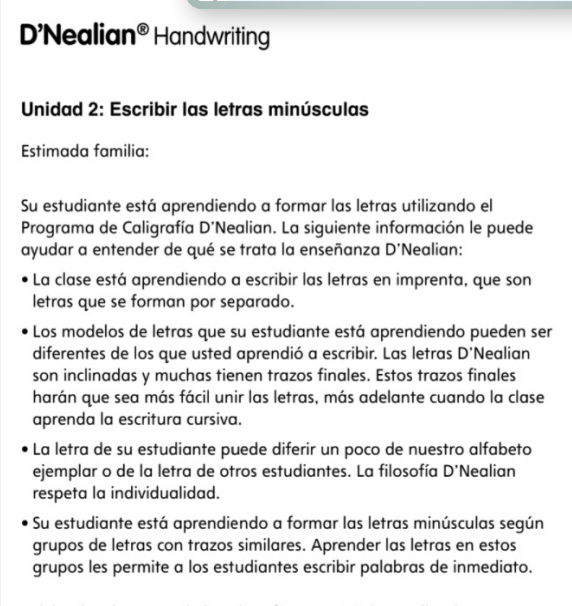 D'Nealian® Handwriting
Unidad 2: Escribir las letras minúsculas
Estimada familia:
Su estudiante está aprendiendo a formar las letras utilizando el
Programa de Caligrafía D'Nealian. La siguiente información le puede
ayudar a entender de qué se trata la enseñanza D'Nealian:
• La clase está aprendiendo a escribir las letras en imprenta, que son
letras que se forman por separado.
• Los modelos de letras que su estudiante está aprendiendo pueden ser
diferentes de los que usted aprendió a escribir. Las letras D'Nealian
son inclinadas y muchas tienen trazos finales. Estos trazos finales
harán que sea más fácil unir las letras, más adelante cuando la clase
aprenda la escritura cursiva.
• La letra de su estudiante puede diferir un poco de nuestro alfabeto
ejemplar o de la letra de otros estudiantes. La filosofía D'Nealian
respeta la individualidad.
• Su estudiante está aprendiendo a formar las letras minúsculas según
grupos de letras con trazos similares. Aprender las letras en estos
grupos les permite a los estudiantes escribir palabras de inmediato.